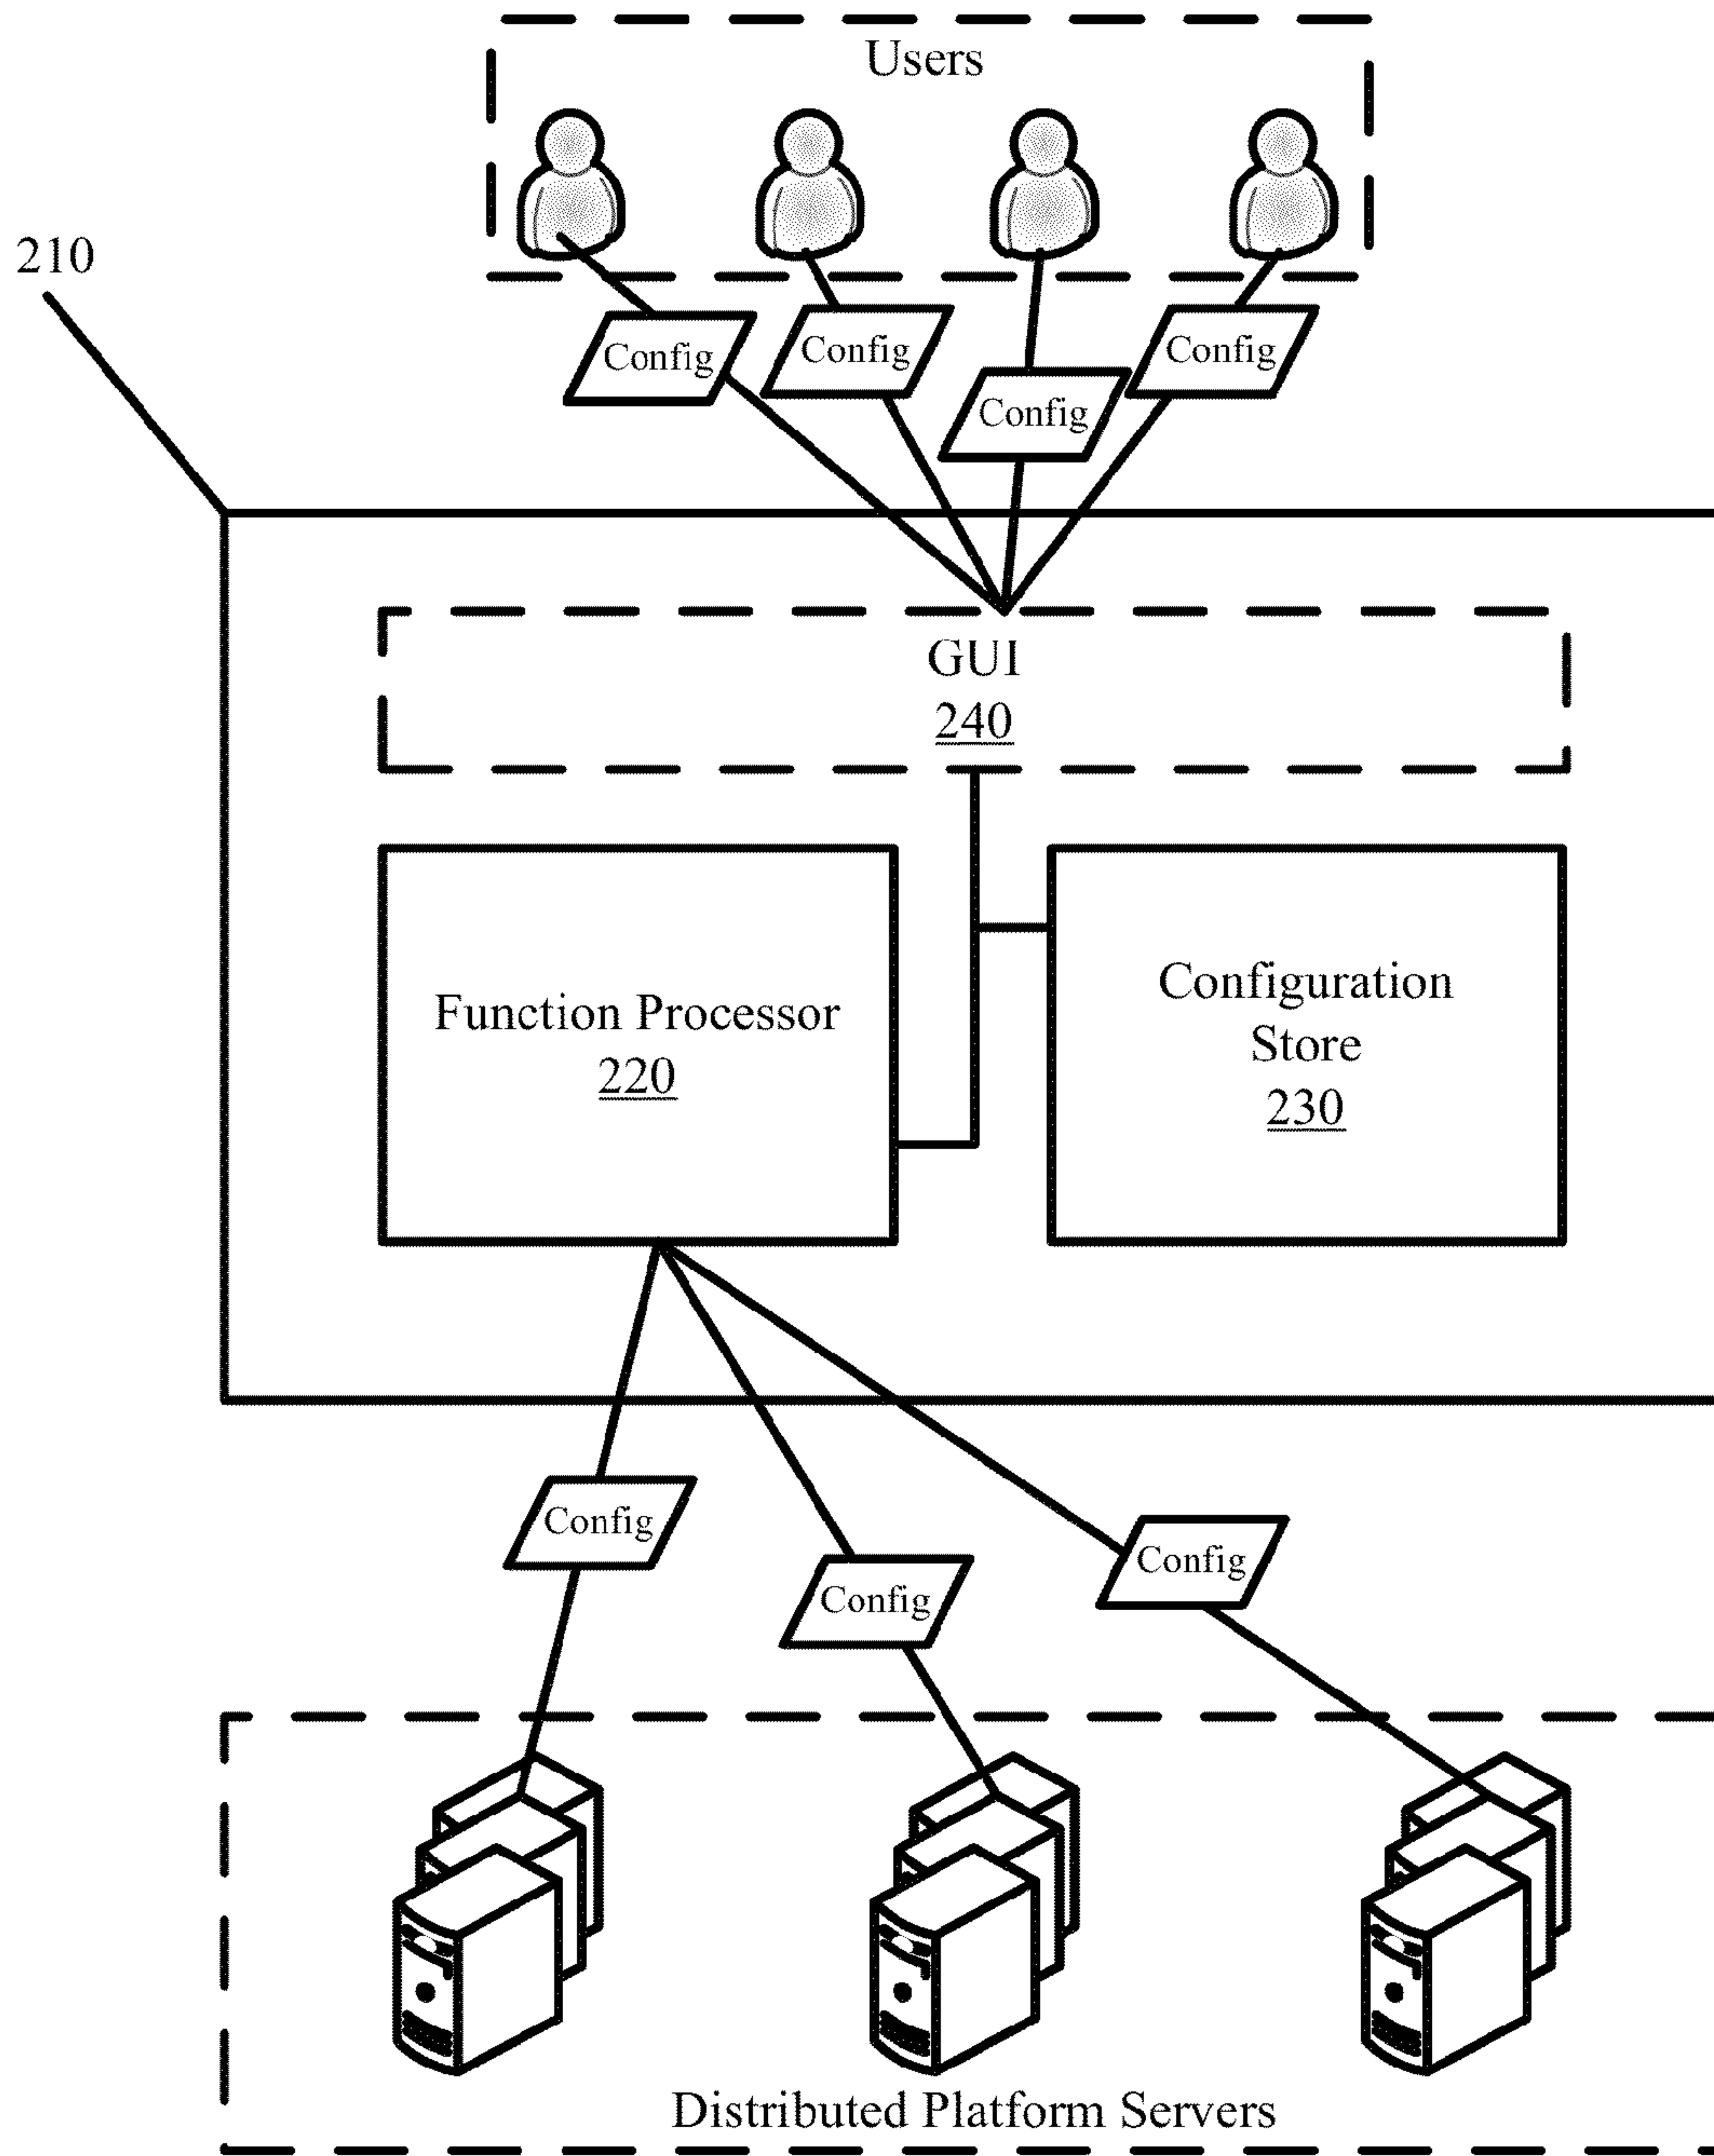 Users
210
Config
Config
Config
Config
GUI
240
Function Processor
220
Configuration
Store
230
Config
Config
Config
Distributed Platform Servers